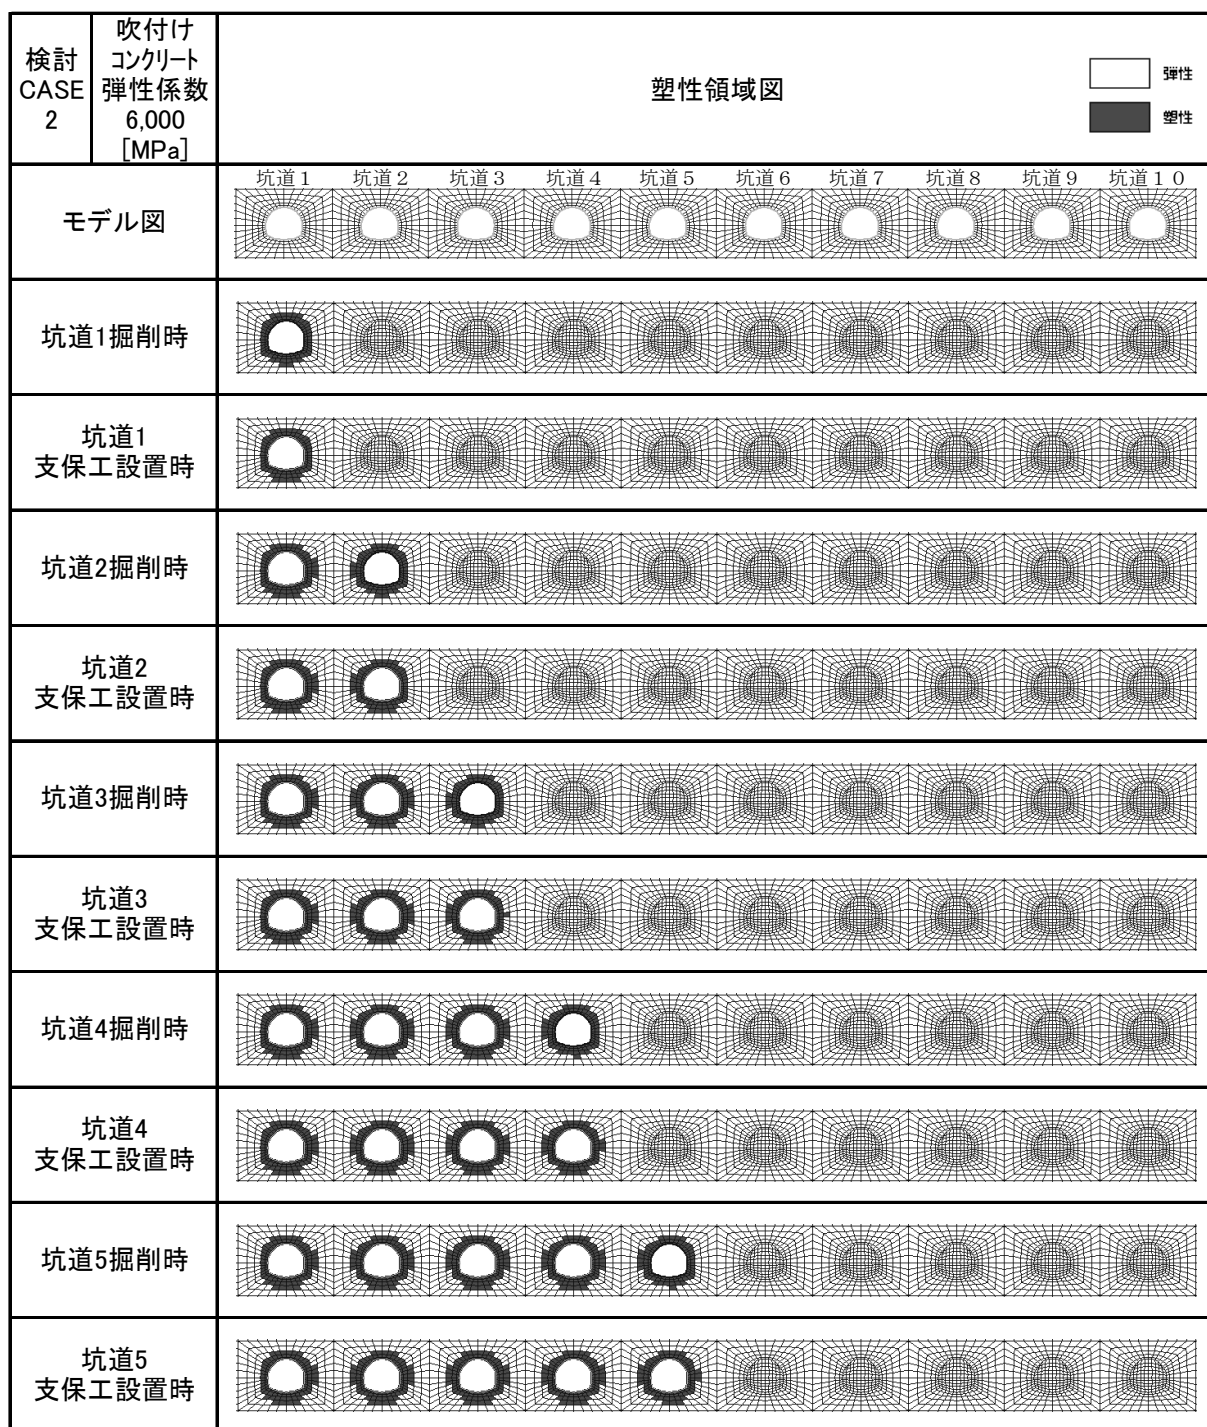 検討
CASE
2
吹付け
コンクリート
弾性係数
6,000
[MPa]
塑性領域図
弾性
塑性
モデル図
坑道１
坑道２
坑道３
坑道４
坑道５
坑道６
坑道７
坑道８
坑道９
坑道１０
坑道1掘削時
坑道1
支保工設置時
坑道2掘削時
坑道2
支保工設置時
坑道3掘削時
坑道3
支保工設置時
坑道4掘削時
坑道4
支保工設置時
坑道5掘削時
坑道5
支保工設置時